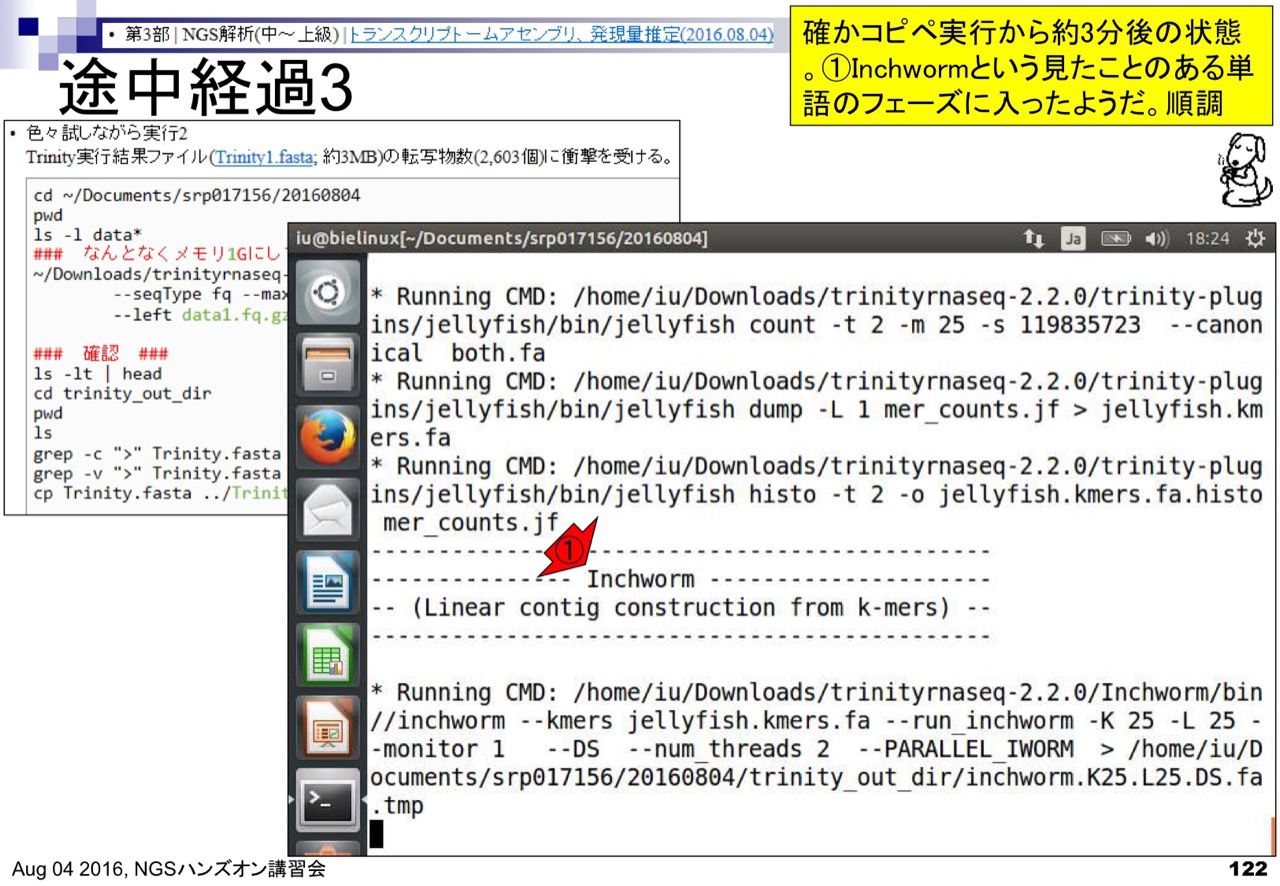 • 第3部 | NGS解析(中～上級) | トランスクリプトームアセンブリ、発現量推定(2016.08.04)
途中経過3
確かコピペ実行から約3分後の状態
。①Inchwormという見たことのある単
語のフェーズに入ったようだ。順調
• 色々試しながら実行2
Trinity実行結果ファイル(Trinity1.fasta; 約3MB)の転写物数(2,603個)に衝撃を受ける。
cd ~/Documents/srp017156/20160804
pwd
ls -l data*
### なんとなくメモリ1Gにし
~/Downloads/trinityrnaseq-
--seqType fq --max
--left data1.fq.gz
### 確認 ###
ls -lt | head
cd trinity_out_dir
pwd
ls
grep -c ">" Trinity.fasta
grep -v ">" Trinity.fasta
cp Trinity.fasta ../Trinit
iu@bielinux[~/Documents/srp017156/20160804]
Ja
18:24
* Running CMD: /home/iu/Downloads/trinityrnaseq-2.2.0/trinity-plug
ins/jellyfish/bin/jellyfish count -t 2 -m 25 -s 119835723  --canon
ical  both.fa
* Running CMD: /home/iu/Downloads/trinityrnaseq-2.2.0/trinity-plug
ins/jellyfish/bin/jellyfish dump -L 1 mer_counts.jf > jellyfish.km
ers.fa
* Running CMD: /home/iu/Downloads/trinityrnaseq-2.2.0/trinity-plug
ins/jellyfish/bin/jellyfish histo -t 2 -o jellyfish.kmers.fa.histo
mer_counts.jf
①
----------------------------------------------
---------------- Inchworm ---------------------
-- (Linear contig construction from k-mers) --
----------------------------------------------
* Running CMD: /home/iu/Downloads/trinityrnaseq-2.2.0/Inchworm/bin
//inchworm --kmers jellyfish.kmers.fa --run_inchworm -K 25 -L 25 -
-monitor 1   --DS  --num_threads 2  --PARALLEL_IWORM  > /home/iu/D
ocuments/srp017156/20160804/trinity_out_dir/inchworm.K25.L25.DS.fa
.tmp
Aug 04 2016, NGSハンズオン講習会
122